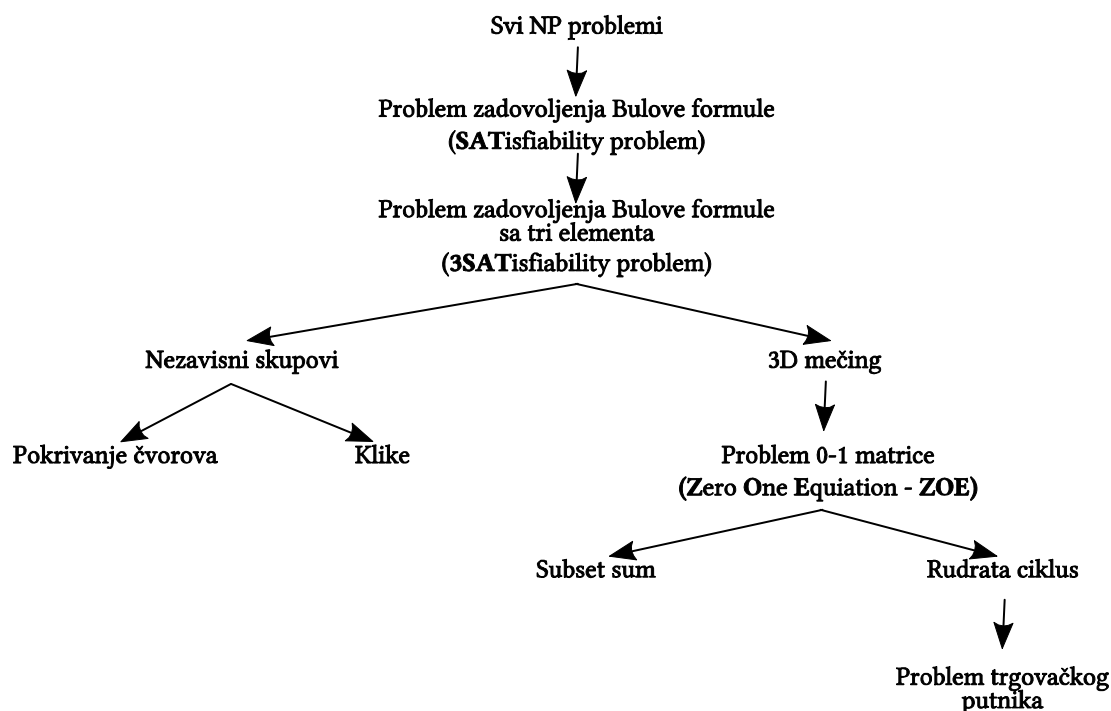 Svi NP problemi
Problem zadovoljenja Bulove formule
(SATisfiability problem)
Problem zadovoljenja Bulove formule
sa tri elementa
(3SATisfiability problem)
Nezavisni skupovi
3D mečing
Pokrivanje čvorova
Klike
Problem 0-1 matrice
(Zero One Equiation - ZOE)
Subset sum
Rudrata ciklus
Problem trgovačkog
putnika